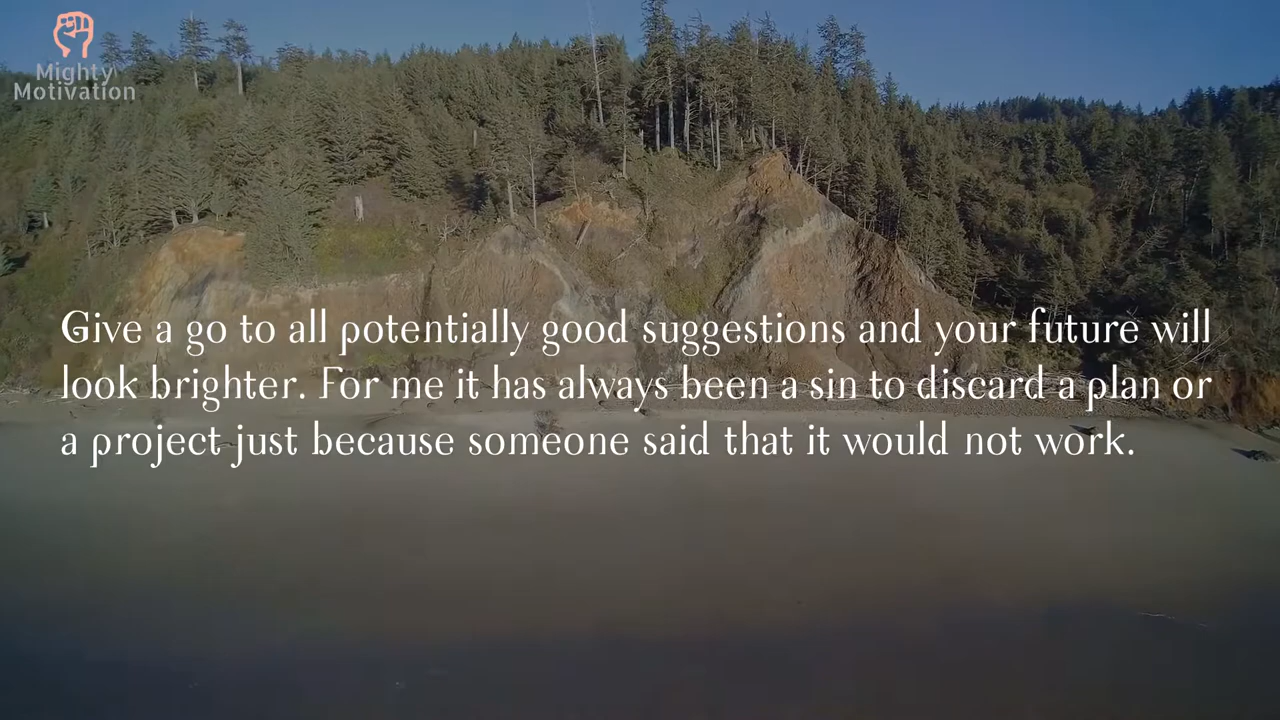 Mighty
Motivation
Give a go to all potentially good suggestions and your future will
look brighter. For me it has always been a sin to discard a plan or
a project just because someone said that it would not work.